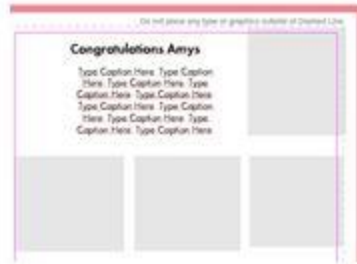 Do not place any type or graphics outside of Dashed Line
Congratulations Amys
Type Caption Here Type Caption
Here Type Caption Here Type
Caption Here Type Caption Here
Type Caption Here Type Caption
Here Type Caption Here Type
Caption Here Type Caption Here